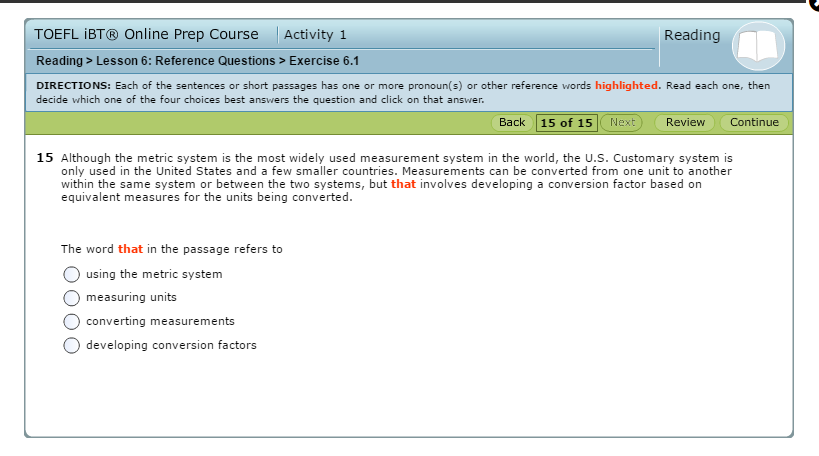 TOEFL iBT® Online Prep Course Activity 1 Reading
Reading > Lesson 6: Reference Questions > Exercise 6.1
DIRECTIONS: Each of the sentences or short passages has one or more pronoun(s) or other reference words highlighted. Read each one, then
decide which one of the four choices best answers the question and click on that answer.
Back 15 of 15 Next Review Continue
15 Although the metric system is the most widely used measurement system in the world, the U.S. Customary system is
only used in the United States and a few smaller countries. Measurements can be converted from one unit to another
within the same system or between the two systems, but that involves developing a conversion factor based on
equivalent measures for the units being converted.
The word that in the passage refers to
using the metric system
measuring units
converting measurements
developing conversion factors